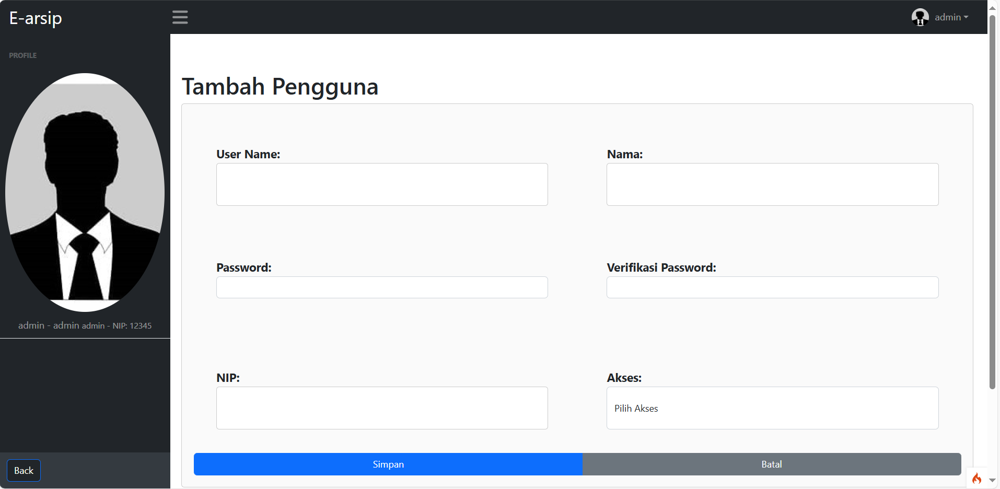 E-arsip
admin
PROFILE
admin - admin admin - NIP: 12345
Back
Tambah Pengguna
User Name:
Nama:
Password:
Verifikasi Password:
NIP:
Akses:
Pilih Akses
Simpan
Batal